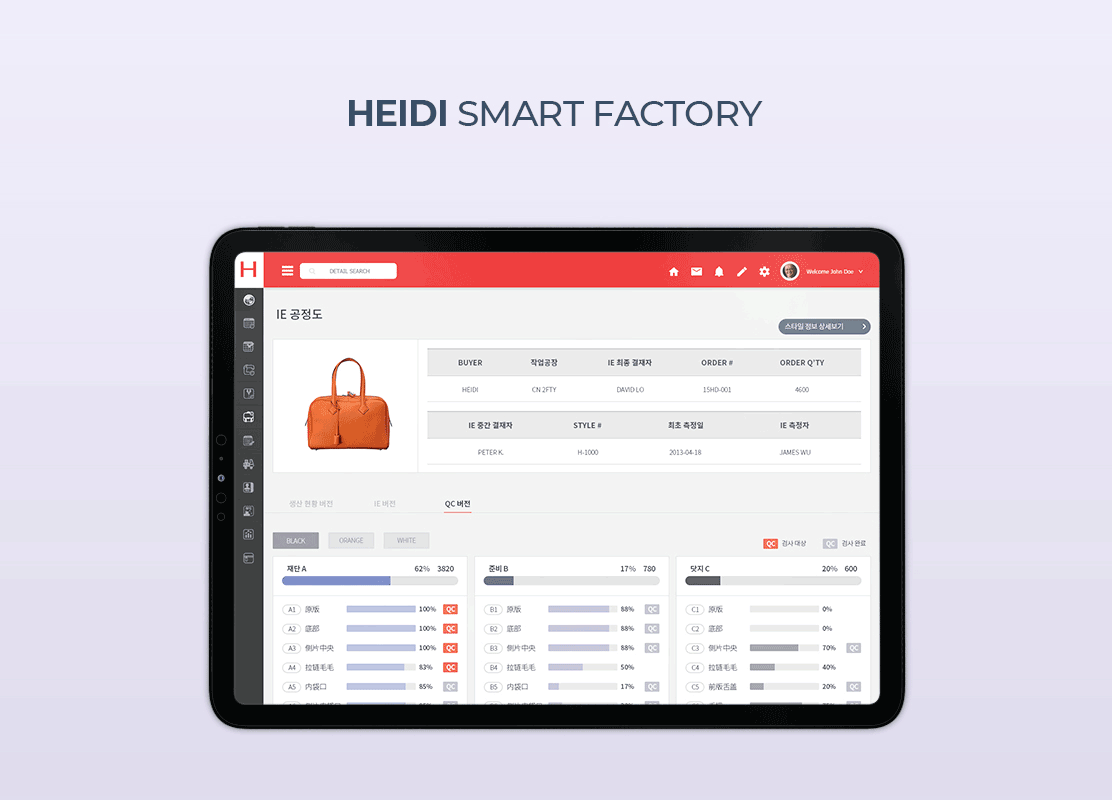 HEIDI SMART FACTORY
H
DETAIL SEARCH
Welcome John Doe
IE 공정도
스타일 정보 상세보기
BUYER 작업공장 IE 최종 결재자 ORDER # ORDER Q'TY
HEIDI CN 2FTY DAVID LO 15HD-001 4600
IE 중간 결재자 STYLE # 최초 측정일 IE 측정자
PETER K. H-1000 2013-04-18 JAMES WU
생산 현황 버전 IE 버전 QC 버전
BLACK ORANGE WHITE
QC 검사 대상 QC 검사 완료
재단 A 62% 3820
준비 B 17% 780
닷지 C 20% 600
A1 原版 100% QC
A2 底部 100% QC
A3 侧片中央 100% QC
A4 拉链毛毛 83% QC
A5 内袋口 85% QC
B1 原版 88% QC
B2 底部 88% QC
B3 侧片中央 88% QC
B4 拉链毛毛 50%
B5 内袋口 17% QC
C1 原版 0%
C2 底部 0%
C3 侧片中央 70% QC
C4 拉链毛毛 40%
C5 前版舌盖 20% QC